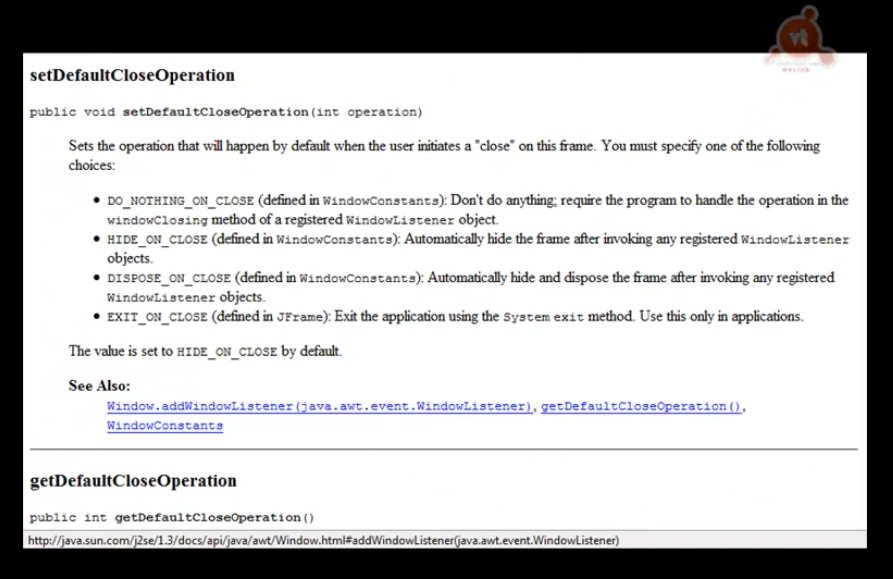 vt
ONLINE
setDefaultCloseOperation
public void setDefaultCloseOperation(int operation)
Sets the operation that will happen by default when the user initiates a "close" on this frame. You must specify one of the following
choices:
• DO_NOTHING_ON_CLOSE (defined in WindowConstants): Don't do anything; require the program to handle the operation in the
windowClosing method of a registered WindowListener object.
• HIDE_ON_CLOSE (defined in WindowConstants): Automatically hide the frame after invoking any registered WindowListener
objects.
• DISPOSE_ON_CLOSE (defined in WindowConstants): Automatically hide and dispose the frame after invoking any registered
WindowListener objects.
• EXIT_ON_CLOSE (defined in JFrame): Exit the application using the System exit method. Use this only in applications.
The value is set to HIDE_ON_CLOSE by default.
See Also:
Window.addWindowListener(java.awt.event.WindowListener), getDefaultCloseOperation(),
WindowConstants
getDefaultCloseOperation
public int getDefaultCloseOperation()
http://java.sun.com/j2se/1.3/docs/api/java/awt/Window.html#addWindowListener(java.awt.event.WindowListener)